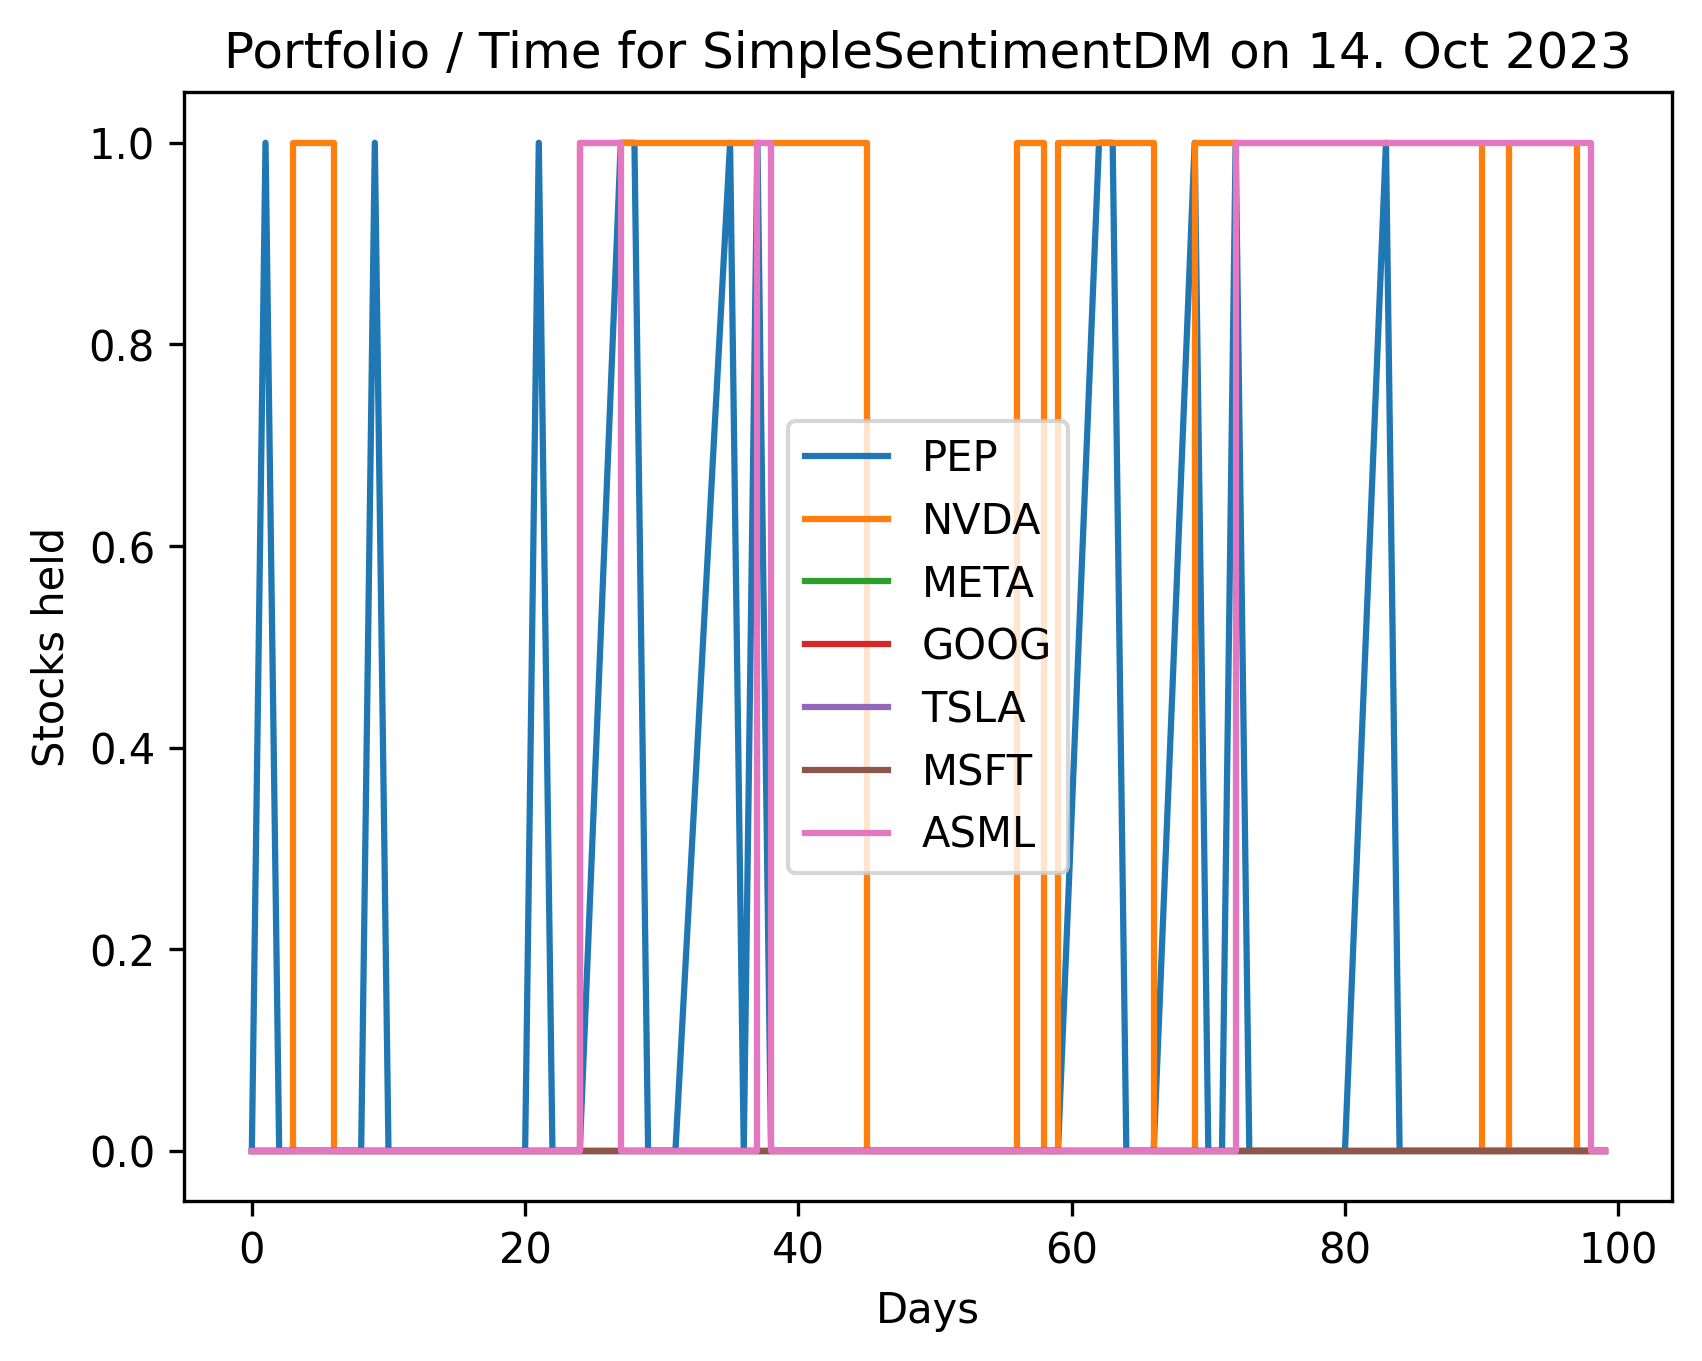 Portfolio / Time for SimpleSentimentDM on 14. Oct 2023
1.0
0.8
0.6
0.4
0.2
0.0
Stocks held
PEP
NVDA
META
GOOG
TSLA
MSFT
ASML
0 20 40 60 80 100
Days